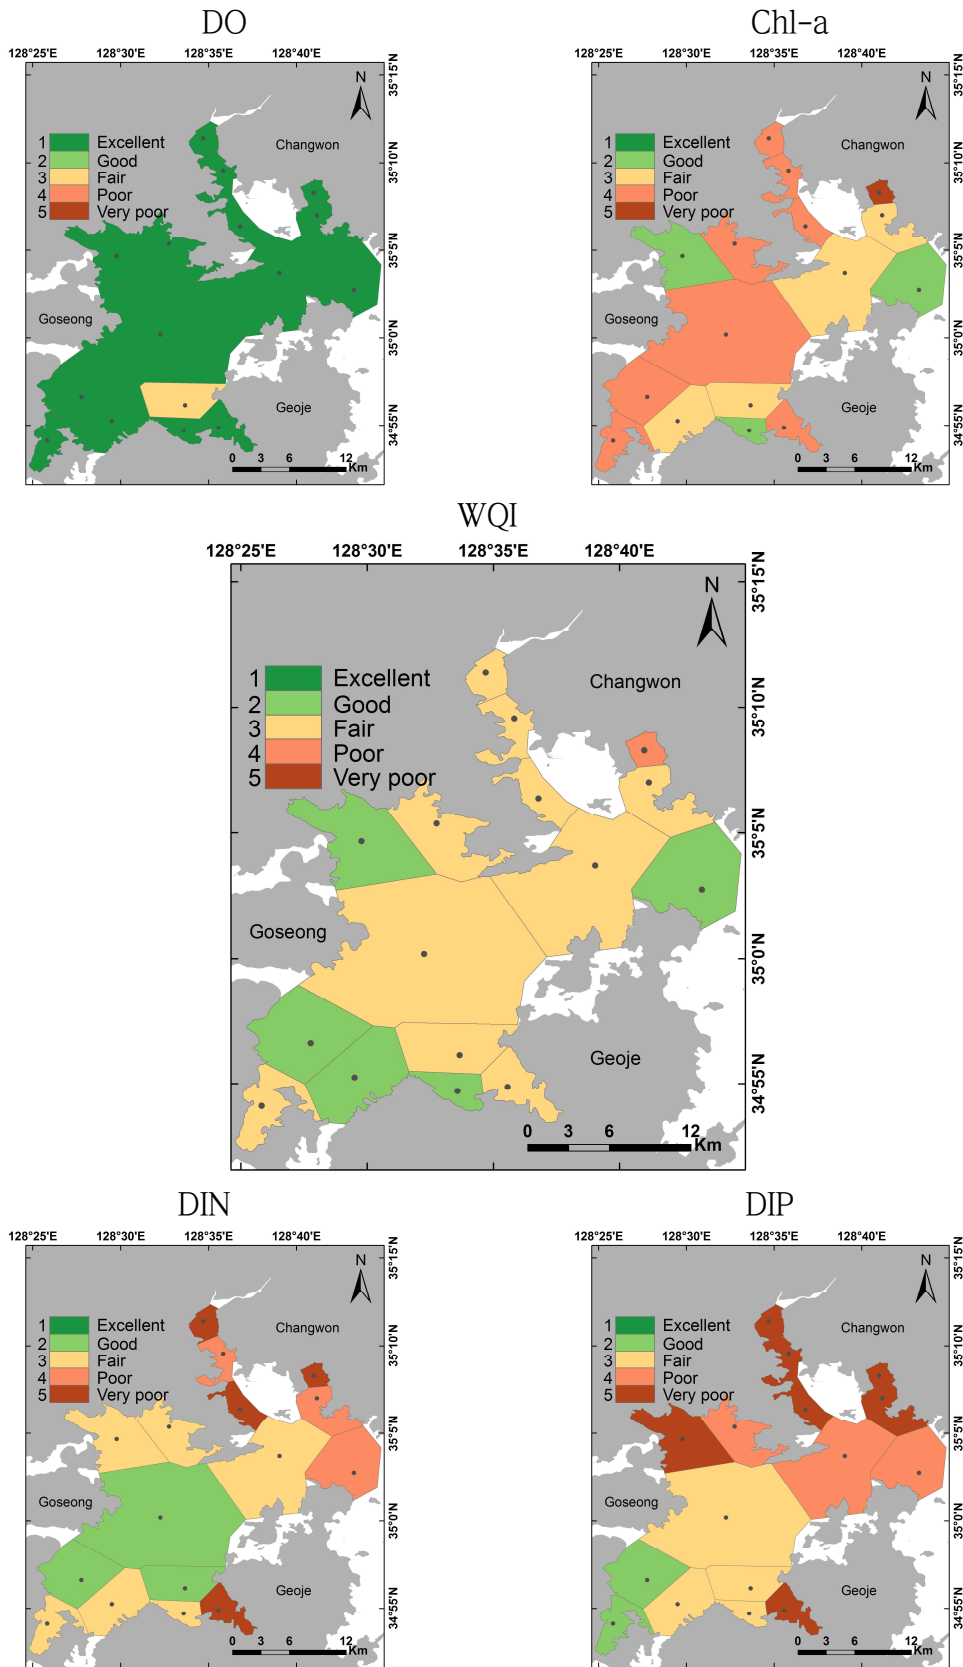 DO
128°25'E 128°30'E 128°35'E 128°40'E
35°15'N
N
Changwon
1 Excellent
2 Good
3 Fair
4 Poor
5 Very poor
35°10'N
35°5'N
Goseong
35°0'N
Geoje
34°55'N
0 3 6 12
Km
Chl-a
128°25'E 128°30'E 128°35'E 128°40'E
35°15'N
N
Changwon
1 Excellent
2 Good
3 Fair
4 Poor
5 Very poor
35°10'N
35°5'N
Goseong
35°0'N
Geoje
34°55'N
0 3 6 12
Km
WQI
128°25'E 128°30'E 128°35'E 128°40'E
35°15'N
N
Changwon
1 Excellent
2 Good
3 Fair
4 Poor
5 Very poor
35°10'N
35°5'N
Goseong
35°0'N
Geoje
34°55'N
0 3 6 12
Km
DIN
128°25'E 128°30'E 128°35'E 128°40'E
35°15'N
N
Changwon
1 Excellent
2 Good
3 Fair
4 Poor
5 Very poor
35°10'N
35°5'N
Goseong
35°0'N
Geoje
34°55'N
0 3 6 12
Km
DIP
128°25'E 128°30'E 128°35'E 128°40'E
35°15'N
N
Changwon
1 Excellent
2 Good
3 Fair
4 Poor
5 Very poor
35°10'N
35°5'N
Goseong
35°0'N
Geoje
34°55'N
0 3 6 12
Km